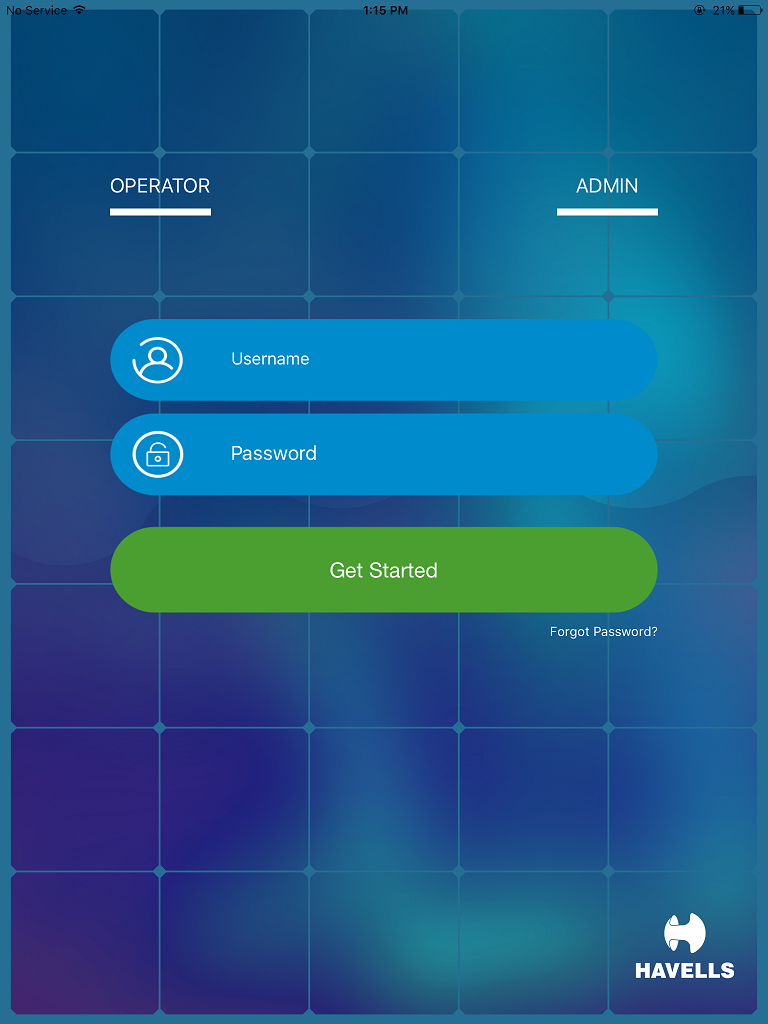 No Service 1:15 PM 21%
OPERATOR ADMIN
Username
Password
Get Started
Forgot Password?
HAVELLS